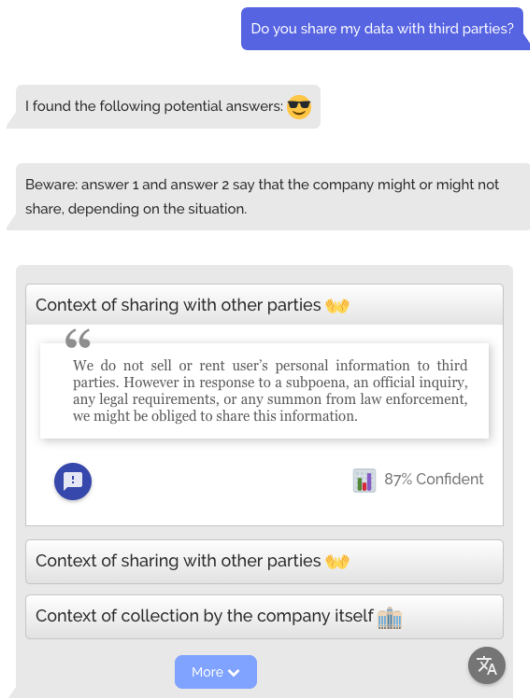 Do you share my data with third parties?
I found the following potential answers: 😎
Beware: answer 1 and answer 2 say that the company might or might not
share, depending on the situation.
Context of sharing with other parties 👐
“
We do not sell or rent user’s personal information to third
parties. However in response to a subpoena, an official inquiry,
any legal requirements, or any summon from law enforcement,
we might be obliged to share this information.
📊 87% Confident
Context of sharing with other parties 👐
Context of collection by the company itself 🏢
More